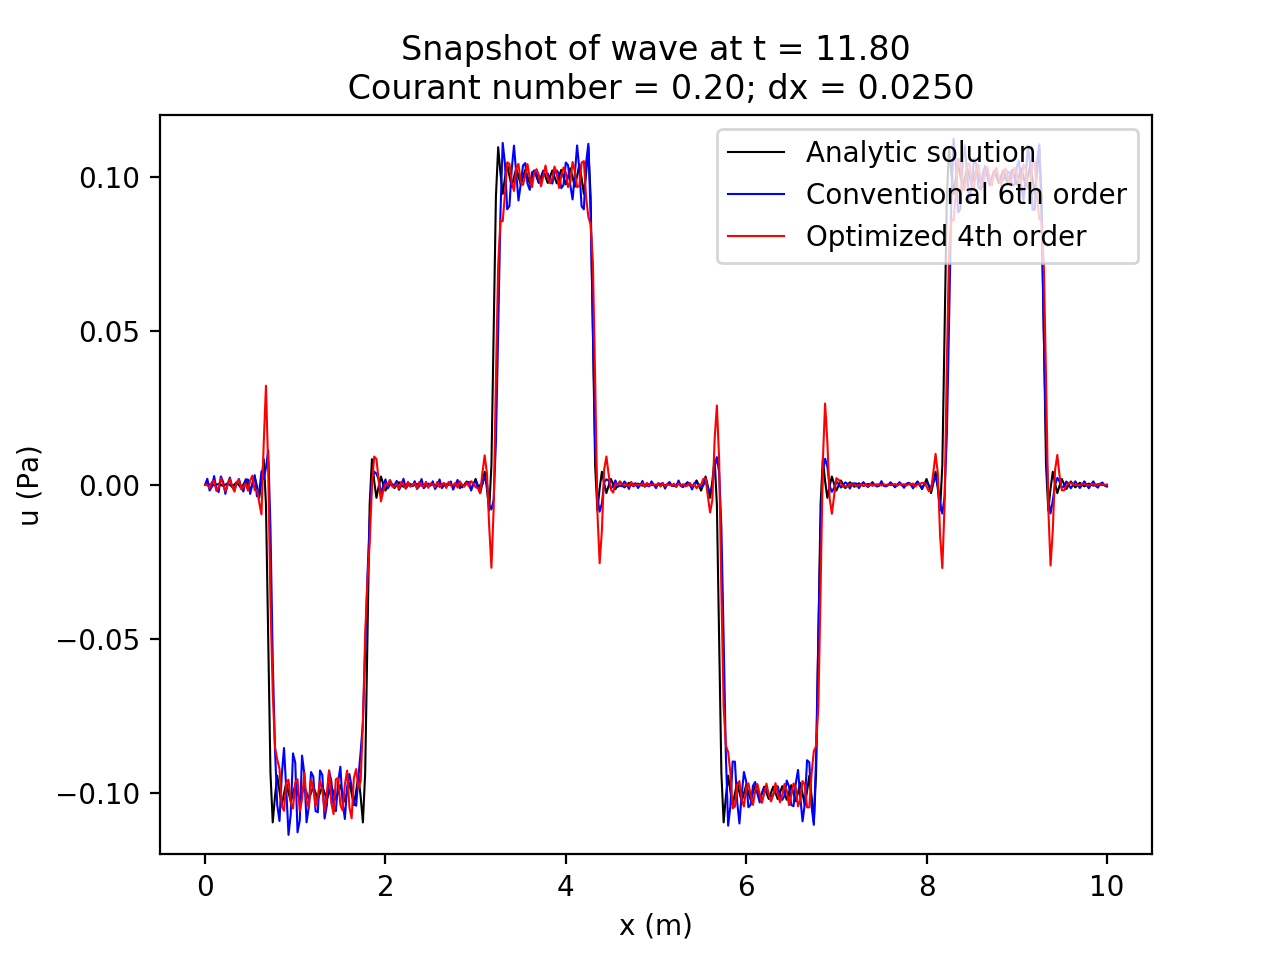 Snapshot of wave at t = 11.80
Courant number = 0.20; dx = 0.0250
Analytic solution
Conventional 6th order
Optimized 4th order
0.10
0.05
0.00
−0.05
−0.10
u (Pa)
0 2 4 6 8 10
x (m)